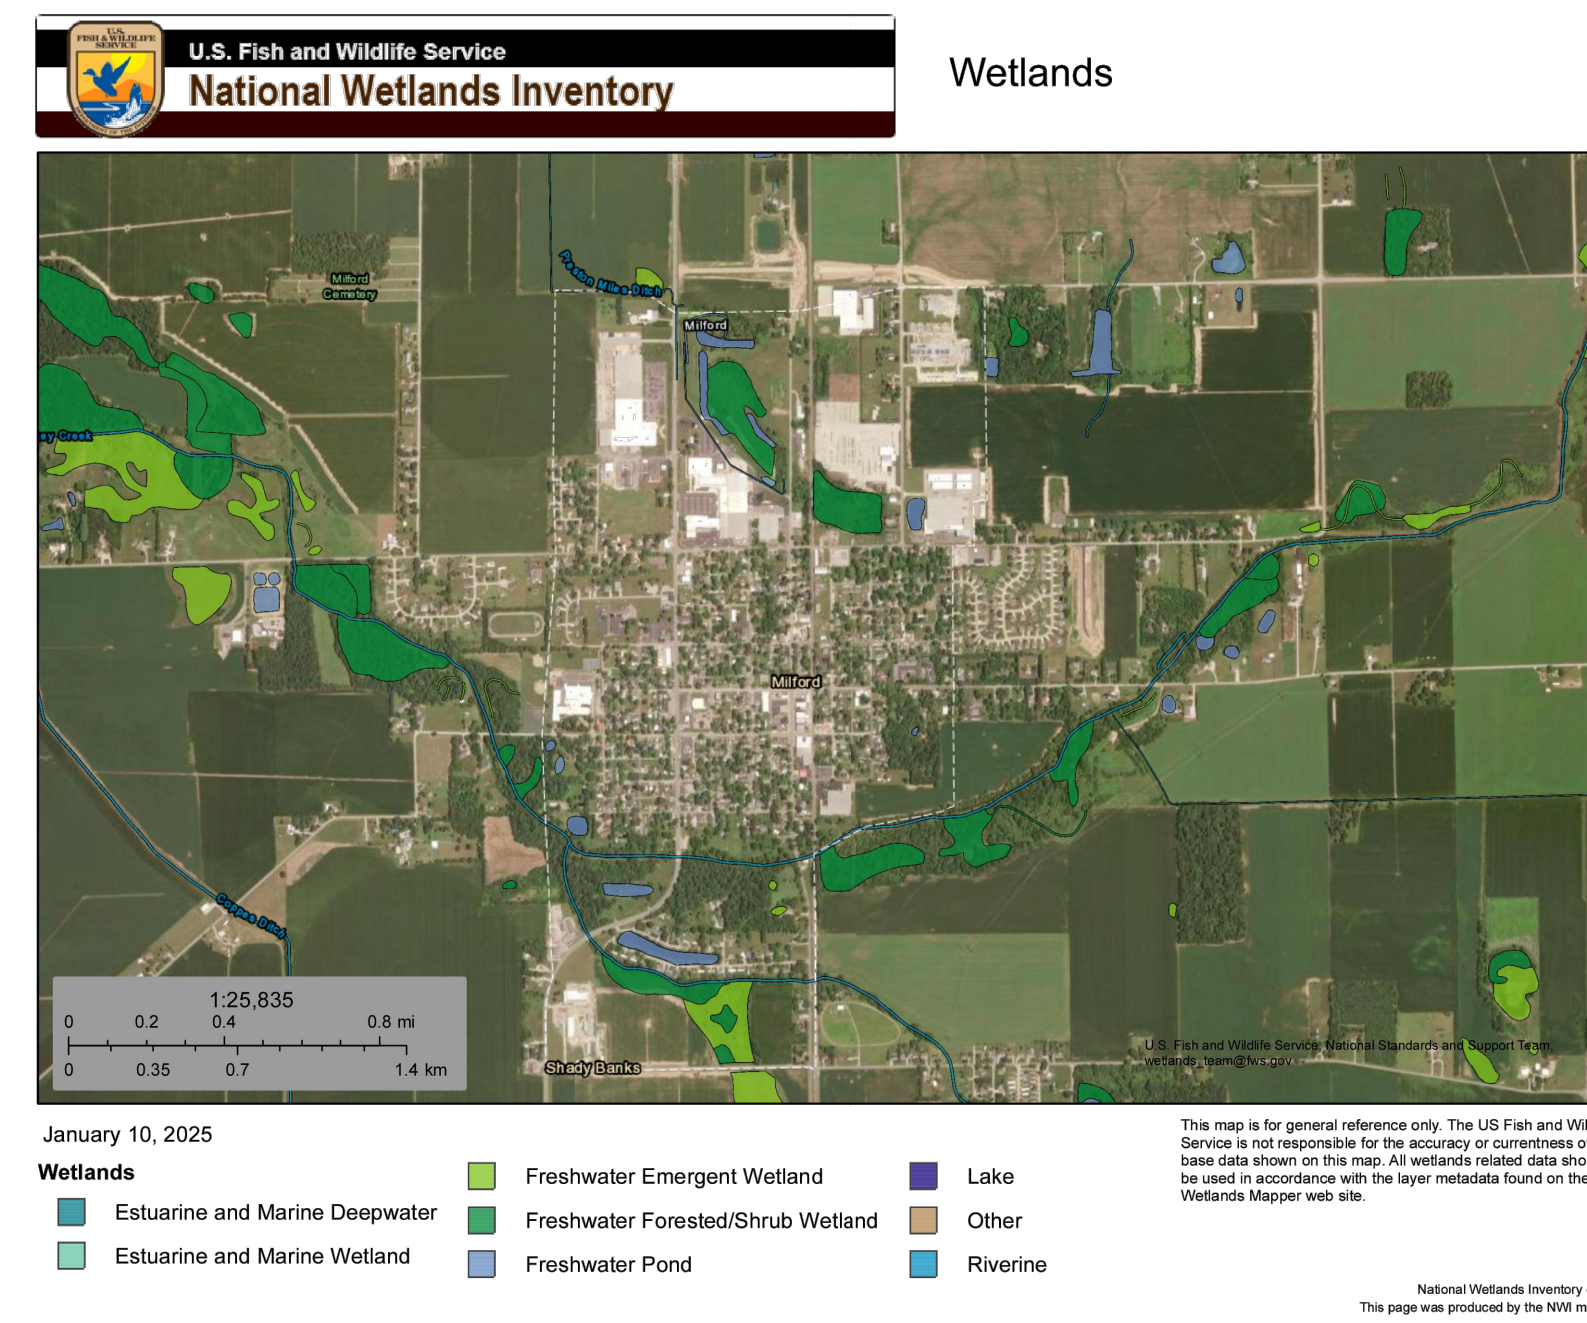 U.S.
FISH & WILDLIFE
SERVICE
DEPARTMENT OF THE INTERIOR
U.S. Fish and Wildlife Service
National Wetlands Inventory
Wetlands
Preston Miles Ditch
Milford
Cemetery
Milford
ey Creek
Milford
Coppes Ditch
Shady Banks
1:25,835
0 0.2 0.4 0.8 mi
0 0.35 0.7 1.4 km
U.S. Fish and Wildlife Service, National Standards and Support Team,
wetlands_team@fws.gov
January 10, 2025
Wetlands
Estuarine and Marine Deepwater
Estuarine and Marine Wetland
Freshwater Emergent Wetland
Freshwater Forested/Shrub Wetland
Freshwater Pond
Lake
Other
Riverine
This map is for general reference only. The US Fish and Wil
Service is not responsible for the accuracy or currentness o
base data shown on this map. All wetlands related data sho
be used in accordance with the layer metadata found on the
Wetlands Mapper web site.
National Wetlands Inventory
This page was produced by the NWI m